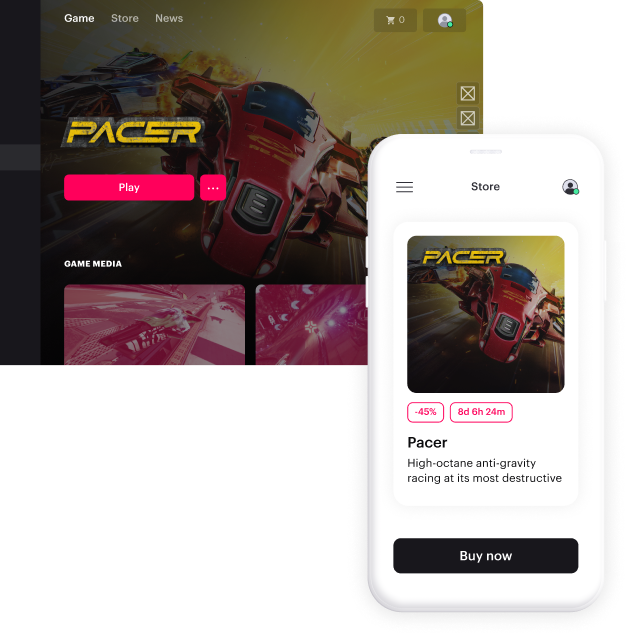 Game Store News
0
PACER
Play
...
GAME MEDIA
Store
PACER
-45%
8d 6h 24m
Pacer
High-octane anti-gravity
racing at its most destructive
Buy now